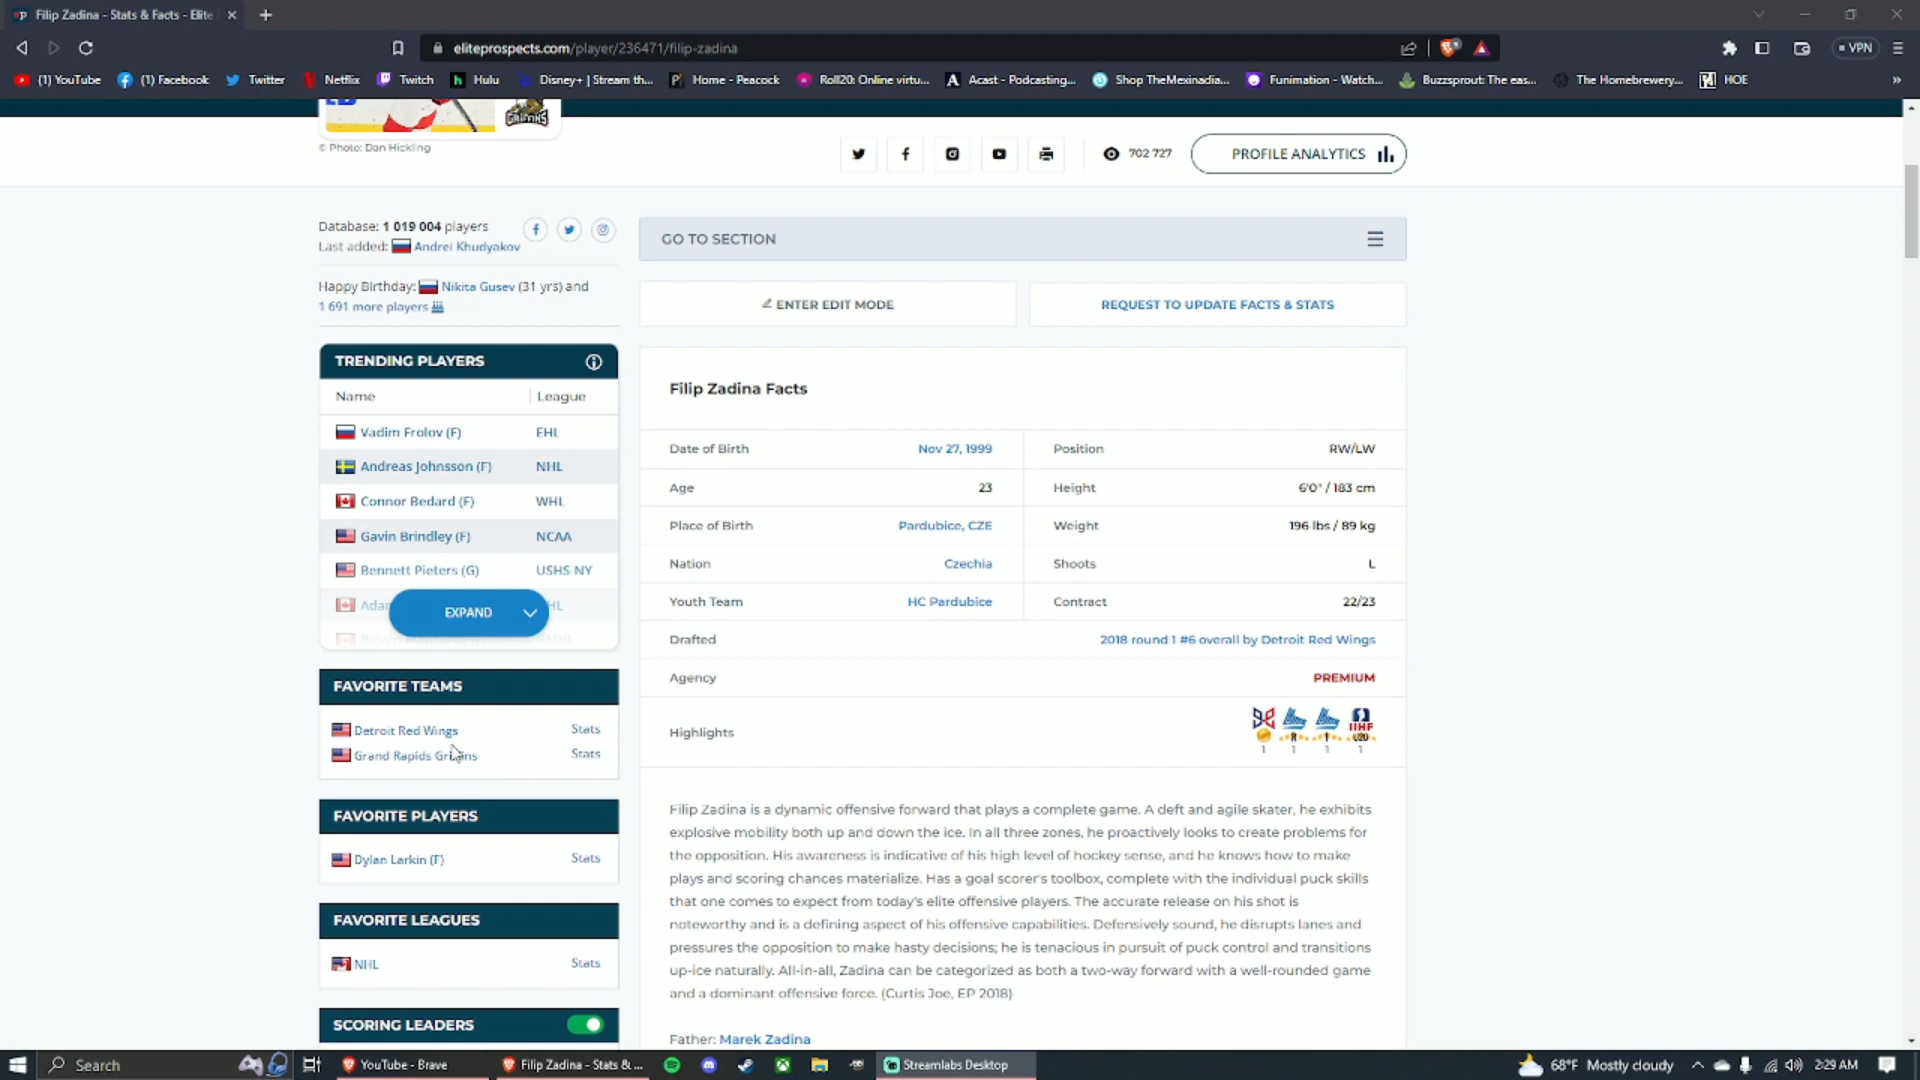 Filip Zadina - Stats & Facts - Elite
eliteprospects.com/player/236471/filip-zadina
VPN
(1) YouTube
(1) Facebook
Twitter
Netflix
Twitch
Hulu
Disney+ | Stream th...
Home - Peacock
Roll20: Online virtu...
Acast - Podcasting...
Shop TheMexinadia...
Funimation - Watch...
Buzzsprout: The eas...
The Homebrewery...
HOE
GRIFFINS
© Photo: Dan Hickling
702 727
PROFILE ANALYTICS
Database: 1 019 004 players
Last added: Andrei Khudyakov
Happy Birthday: Nikita Gusev (31 yrs) and
1 691 more players
TRENDING PLAYERS
Name League
Vadim Frolov (F) EHL
Andreas Johnsson (F) NHL
Connor Bedard (F) WHL
Gavin Brindley (F) NCAA
Bennett Pieters (G) USHS-NY
EXPAND
FAVORITE TEAMS
Detroit Red Wings Stats
Grand Rapids Griffins Stats
FAVORITE PLAYERS
Dylan Larkin (F) Stats
FAVORITE LEAGUES
NHL Stats
SCORING LEADERS
GO TO SECTION
ENTER EDIT MODE
REQUEST TO UPDATE FACTS & STATS
Filip Zadina Facts
Date of Birth Nov 27, 1999 Position RW/LW
Age 23 Height 6'0" / 183 cm
Place of Birth Pardubice, CZE Weight 196 lbs / 89 kg
Nation Czechia Shoots L
Youth Team HC Pardubice Contract 22/23
Drafted 2018 round 1 #6 overall by Detroit Red Wings
Agency PREMIUM
Highlights
R T IIHF U20
1 1 1 1
Filip Zadina is a dynamic offensive forward that plays a complete game. A deft and agile skater, he exhibits
explosive mobility both up and down the ice. In all three zones, he proactively looks to create problems for
the opposition. His awareness is indicative of his high level of hockey sense, and he knows how to make
plays and scoring chances materialize. Has a goal scorer's toolbox, complete with the individual puck skills
that one comes to expect from today's elite offensive players. The accurate release on his shot is
noteworthy and is a defining aspect of his offensive capabilities. Defensively sound, he disrupts lanes and
pressures the opposition to make hasty decisions; he is tenacious in pursuit of puck control and transitions
up-ice naturally. All-in-all, Zadina can be categorized as both a two-way forward with a well-rounded game
and a dominant offensive force. (Curtis Joe, EP 2018)
Father: Marek Zadina
Search
YouTube - Brave
Filip Zadina - Stats &...
Streamlabs Desktop
68°F Mostly cloudy
2:29 AM